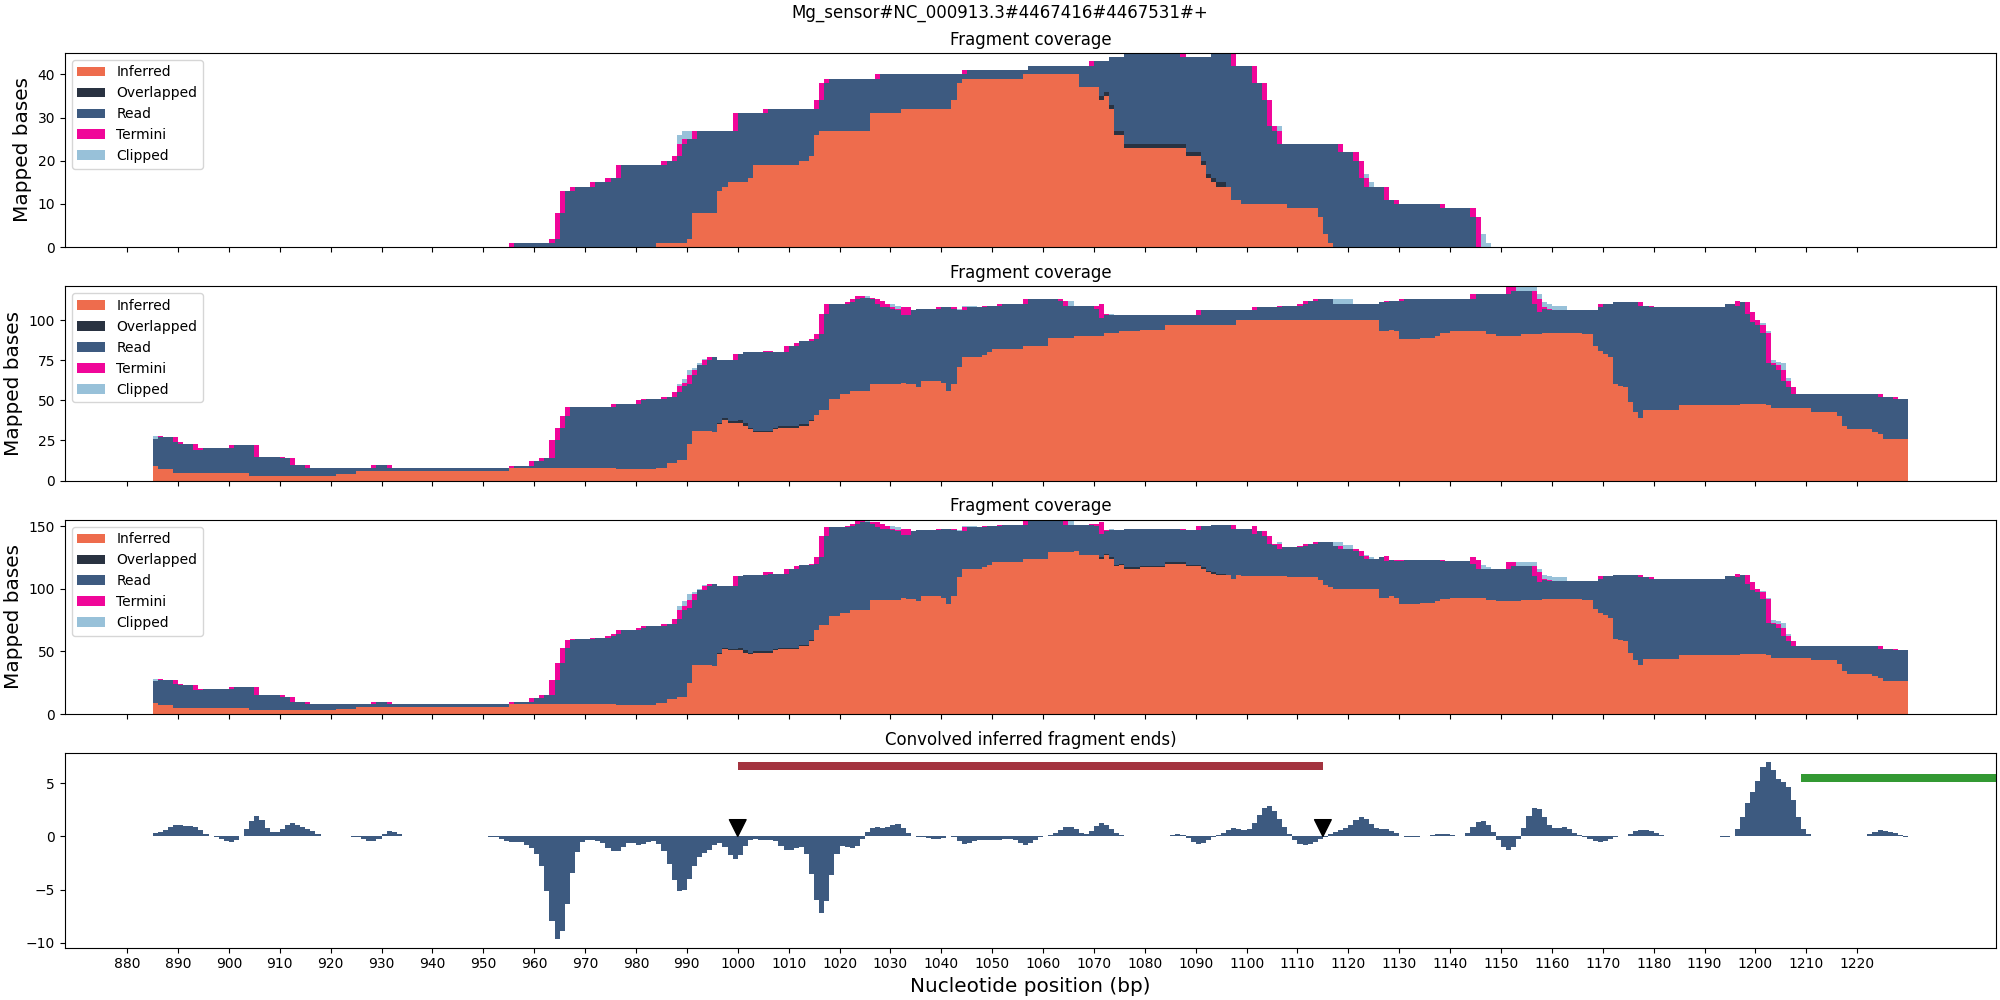 Mg_sensor#NC_000913.3#4467416#4467531#+
Fragment coverage
Mapped bases
40
30
20
10
0
Inferred
Overlapped
Read
Termini
Clipped
Fragment coverage
Mapped bases
100
75
50
25
0
Inferred
Overlapped
Read
Termini
Clipped
Fragment coverage
Mapped bases
150
100
50
0
Inferred
Overlapped
Read
Termini
Clipped
Convolved inferred fragment ends)
5
0
−5
−10
880 890 900 910 920 930 940 950 960 970 980 990 1000 1010 1020 1030 1040 1050 1060 1070 1080 1090 1100 1110 1120 1130 1140 1150 1160 1170 1180 1190 1200 1210 1220
Nucleotide position (bp)